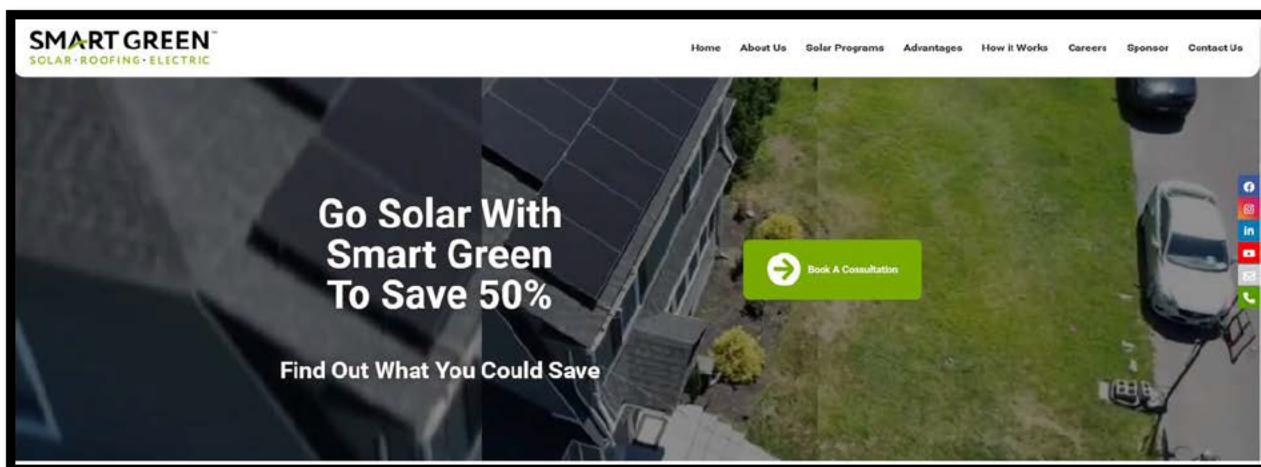 SMART GREEN™
SOLAR·ROOFING·ELECTRIC
Home About Us Solar Programs Advantages How it Works Careers Sponsor Contact Us
Go Solar With
Smart Green
To Save 50%
Book A Consultation
Find Out What You Could Save